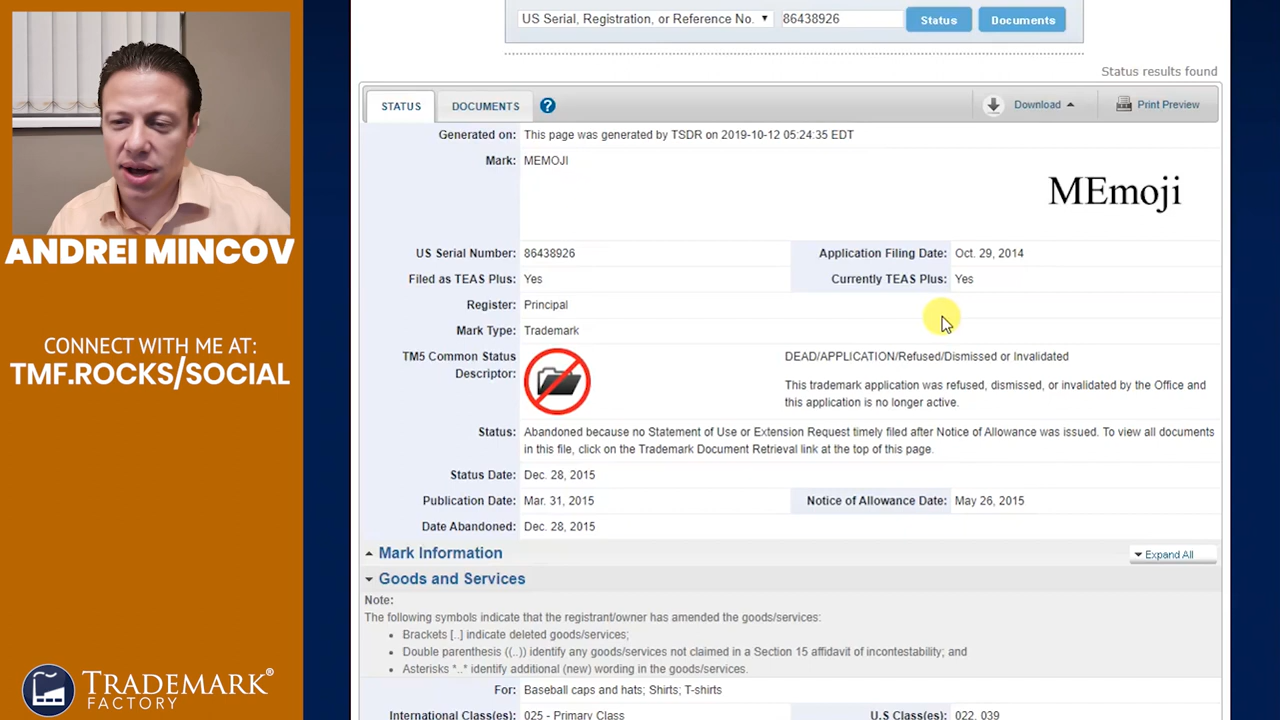 US Serial, Registration, or Reference No. 86438926 Status Documents
Status results found
STATUS DOCUMENTS ? Download Print Preview
Generated on: This page was generated by TSDR on 2019-10-12 05:24:35 EDT
Mark: MEMOJI
MEmoji
US Serial Number: 86438926 Application Filing Date: Oct. 29, 2014
Filed as TEAS Plus: Yes Currently TEAS Plus: Yes
Register: Principal
Mark Type: Trademark
TM5 Common Status Descriptor: DEAD/APPLICATION/Refused/Dismissed or Invalidated
This trademark application was refused, dismissed, or invalidated by the Office and
this application is no longer active.
Status: Abandoned because no Statement of Use or Extension Request timely filed after Notice of Allowance was issued. To view all documents
in this file, click on the Trademark Document Retrieval link at the top of this page.
Status Date: Dec. 28, 2015
Publication Date: Mar. 31, 2015 Notice of Allowance Date: May 26, 2015
Date Abandoned: Dec. 28, 2015
Mark Information Expand All
Goods and Services
Note:
The following symbols indicate that the registrant/owner has amended the goods/services:
• Brackets [..] indicate deleted goods/services;
• Double parenthesis ((..)) identify any goods/services not claimed in a Section 15 affidavit of incontestability; and
• Asterisks *..* identify additional (new) wording in the goods/services.
For: Baseball caps and hats; Shirts; T-shirts
International Class(es): 025 - Primary Class U.S Class(es): 022, 039
ANDREI MINCOV
CONNECT WITH ME AT:
TMF.ROCKS/SOCIAL
TRADEMARK®
FACTORY